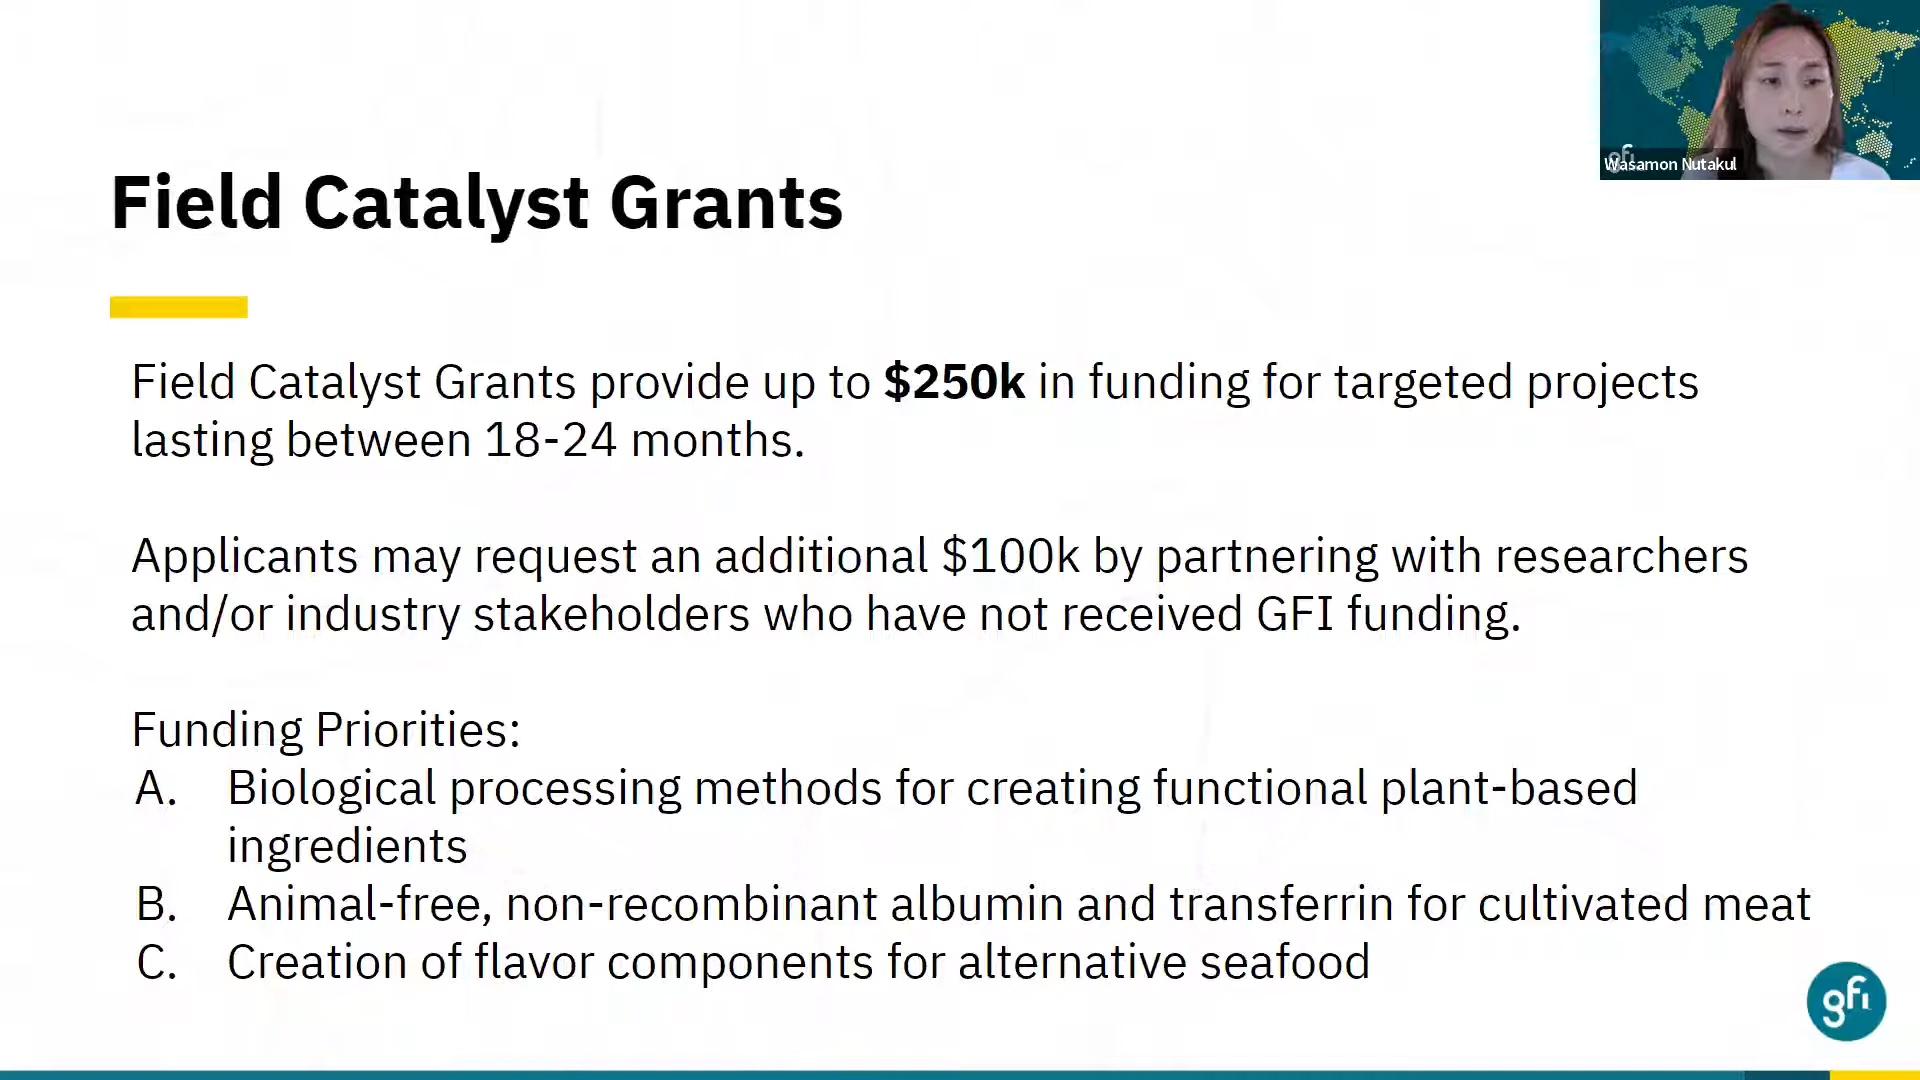 Wasamon Nutakul
Field Catalyst Grants
Field Catalyst Grants provide up to $250k in funding for targeted projects
lasting between 18-24 months.
Applicants may request an additional $100k by partnering with researchers
and/or industry stakeholders who have not received GFI funding.
Funding Priorities:
A. Biological processing methods for creating functional plant-based
ingredients
B. Animal-free, non-recombinant albumin and transferrin for cultivated meat
C. Creation of flavor components for alternative seafood
gfi